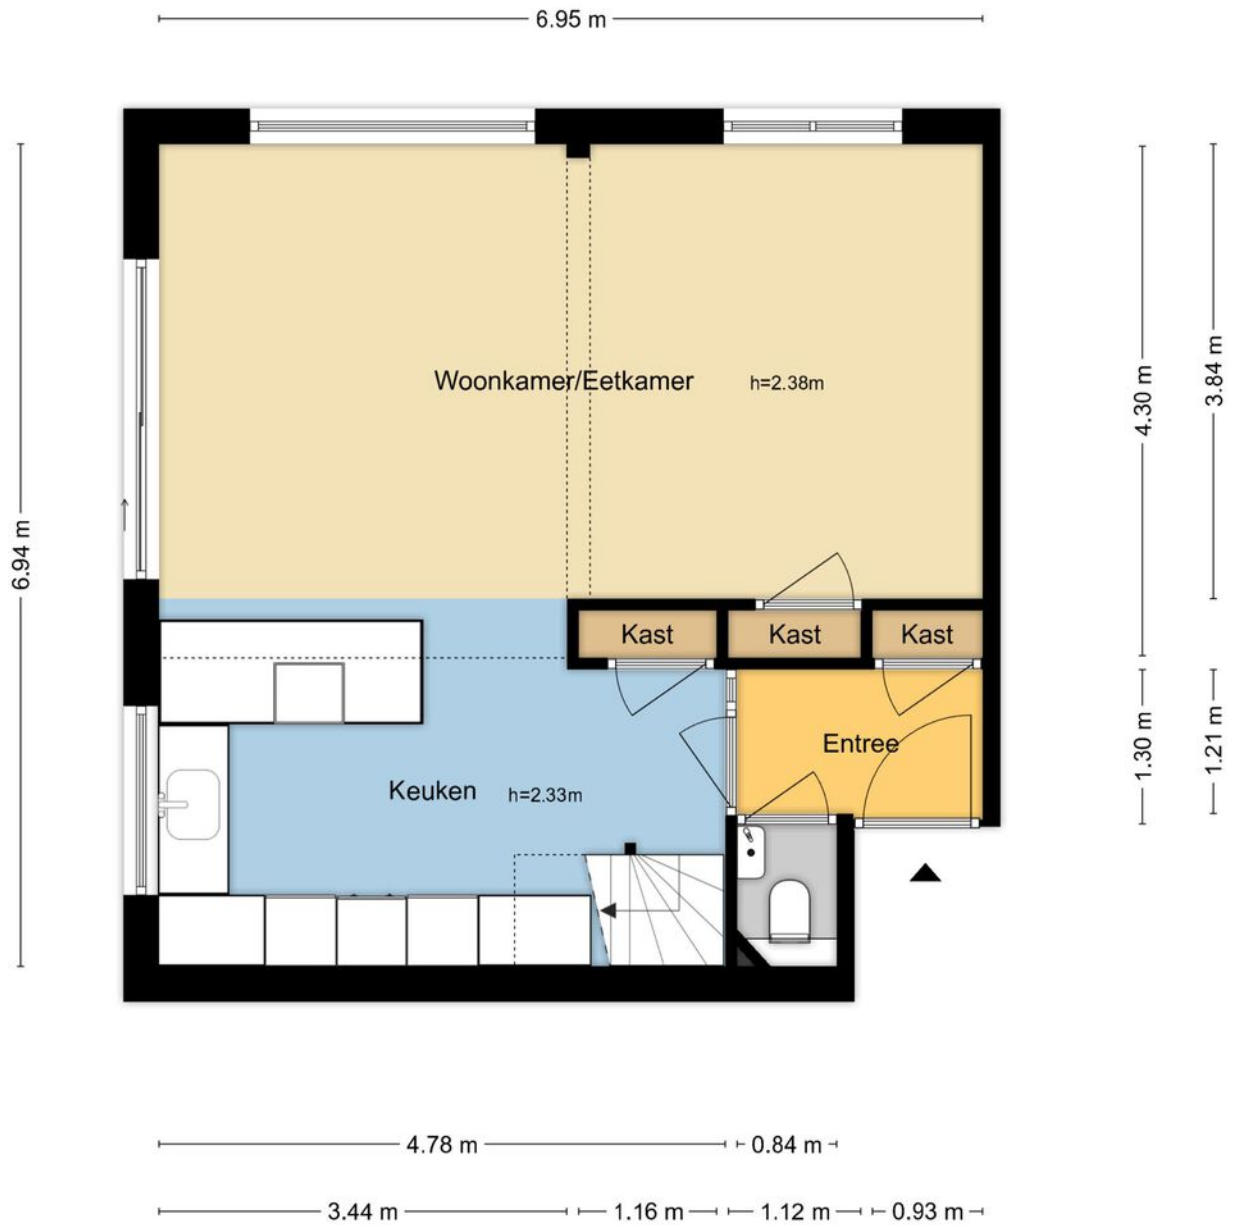 6.95 m
6.94 m
4.30 m
3.84 m
Woonkamer/Eetkamer h=2.38m
Kast Kast Kast
1.30 m
1.21 m
Entree
Keuken h=2.33m
4.78 m 0.84 m
3.44 m 1.16 m 1.12 m 0.93 m